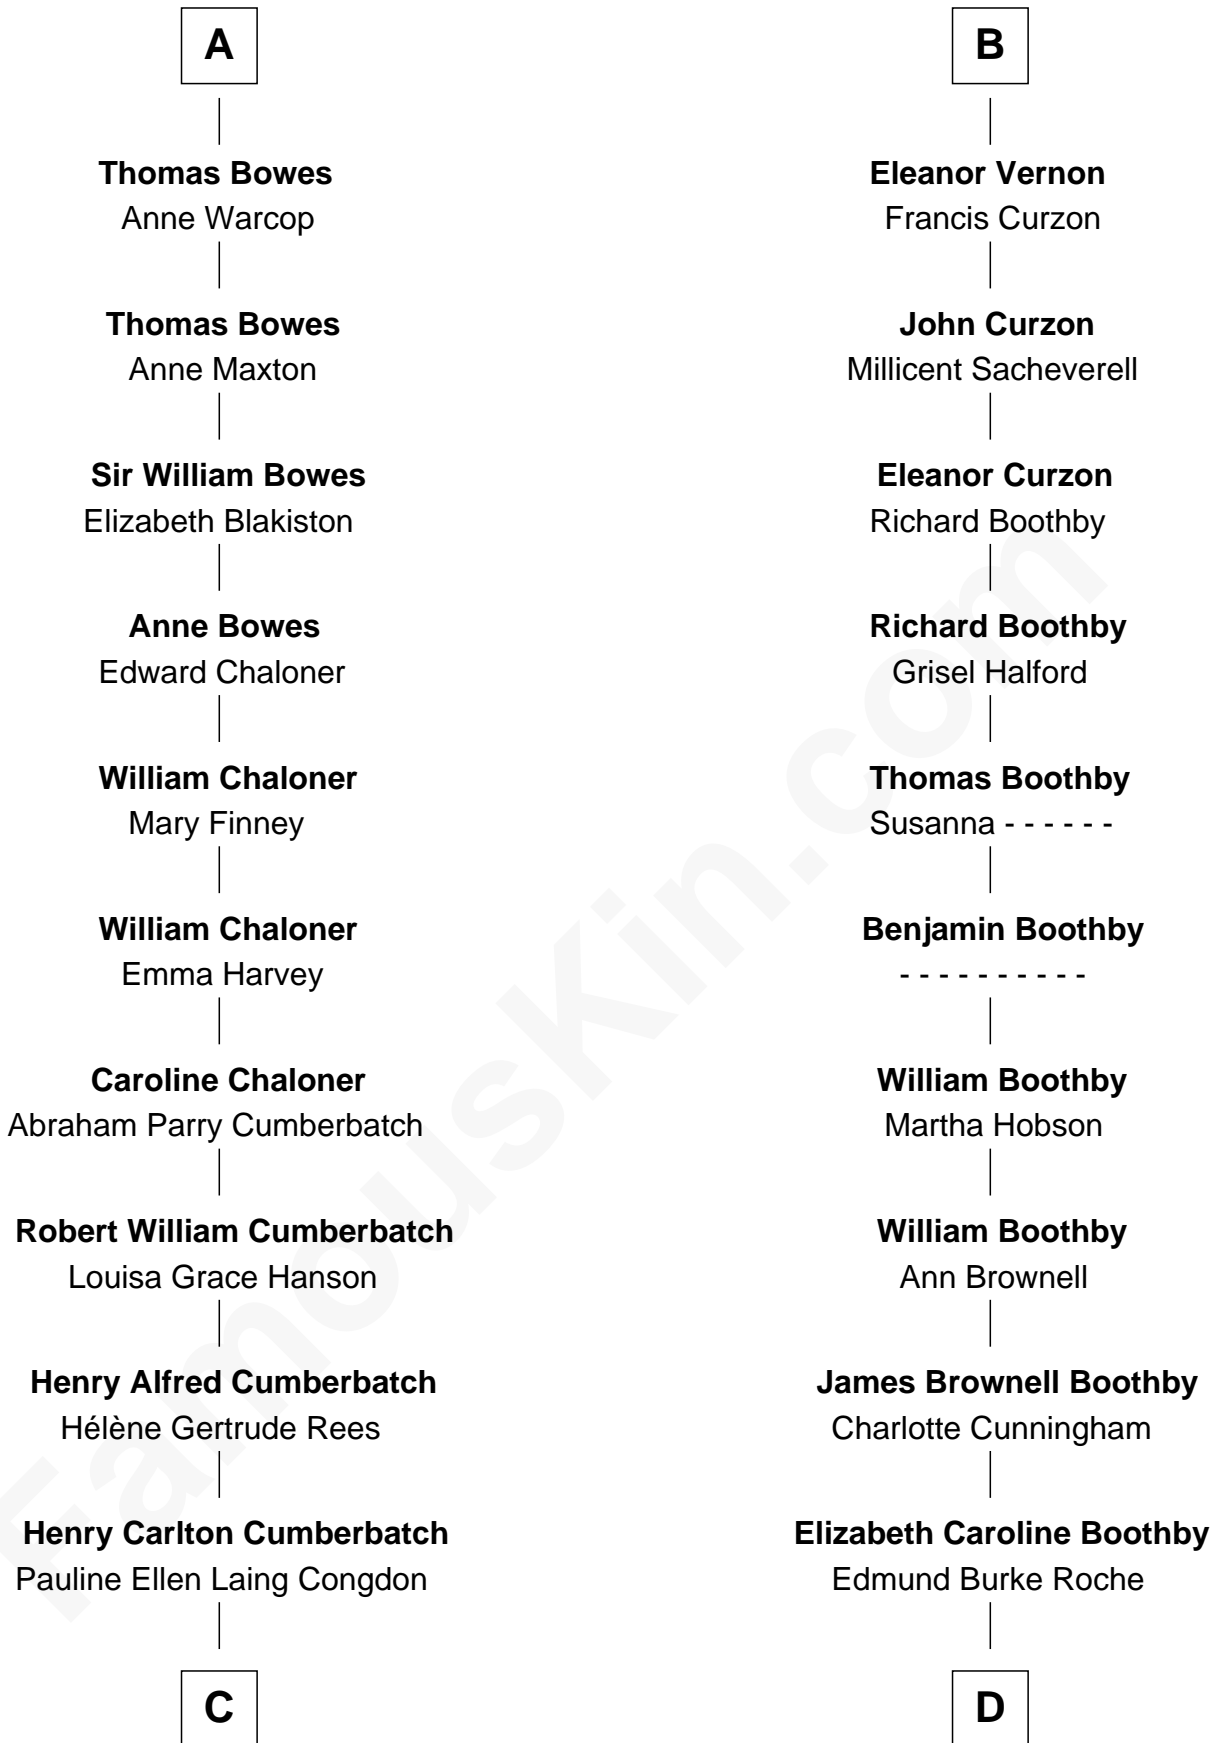 A
Thomas Bowes
Anne Warcop
Thomas Bowes
Anne Maxton
Sir William Bowes
Elizabeth Blakiston
Anne Bowes
Edward Chaloner
William Chaloner
Mary Finney
William Chaloner
Emma Harvey
Caroline Chaloner
Abraham Parry Cumberbatch
Robert William Cumberbatch
Louisa Grace Hanson
Henry Alfred Cumberbatch
Hélène Gertrude Rees
Henry Carlton Cumberbatch
Pauline Ellen Laing Congdon
C
B
Eleanor Vernon
Francis Curzon
John Curzon
Millicent Sacheverell
Eleanor Curzon
Richard Boothby
Richard Boothby
Grisel Halford
Thomas Boothby
Susanna - - - - - -
Benjamin Boothby
- - - - - - - - - -
William Boothby
Martha Hobson
William Boothby
Ann Brownell
James Brownell Boothby
Charlotte Cunningham
Elizabeth Caroline Boothby
Edmund Burke Roche
D
FamousKin.com